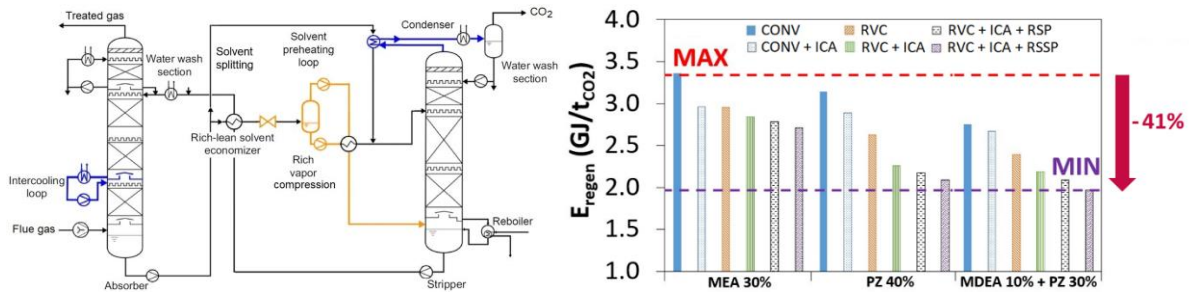 Treated gas
Water wash
section
Solvent
splitting
Solvent
preheating
loop
Condenser
CO2
Water wash
section
Rich-lean solvent
economizer
Rich
vapor
compression
Intercooling
loop
Flue gas
Reboiler
Absorber
Stripper
Eregen (GJ/tCO2)
4.0
3.5
3.0
2.5
2.0
1.5
1.0
CONV
RVC
RVC + ICA + RSP
CONV + ICA
RVC + ICA
RVC + ICA + RSSP
MAX
MIN
-41%
MEA 30%
PZ 40%
MDEA 10% + PZ 30%